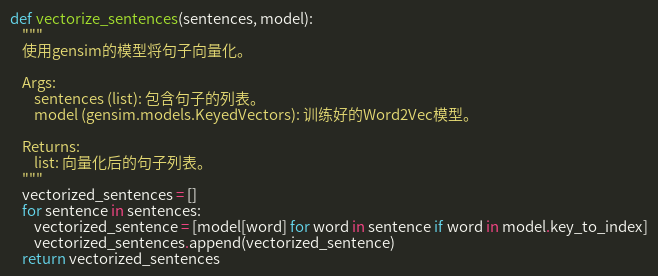 def vectorize_sentences(sentences, model):
    """
    使用gensim的模型将句子向量化。

    Args:
        sentences (list): 包含句子的列表。
        model (gensim.models.KeyedVectors): 训练好的Word2Vec模型。

    Returns:
        list: 向量化后的句子列表。
    """
    vectorized_sentences = []
    for sentence in sentences:
        vectorized_sentence = [model[word] for word in sentence if word in model.key_to_index]
        vectorized_sentences.append(vectorized_sentence)
    return vectorized_sentences